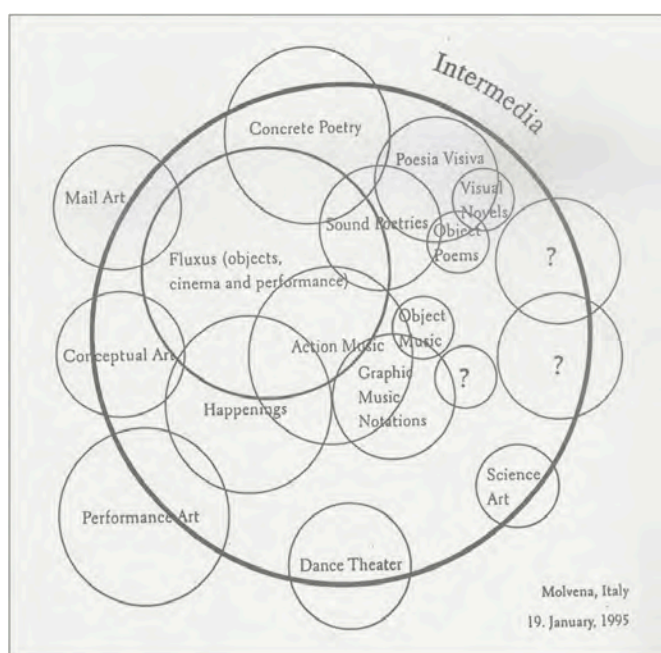 Intermedia
Concrete Poetry
Poesia Visiva
Mail Art
Visual
Novels
Sound Poetries
Object
Poems
Fluxus (objects,
cinema and performance)
?
Object
Music
Action Music
Conceptual Art
?
Graphic
Music
Notations
?
Happenings
Science
Art
Performance Art
Dance Theater
Molvena, Italy
19. January, 1995